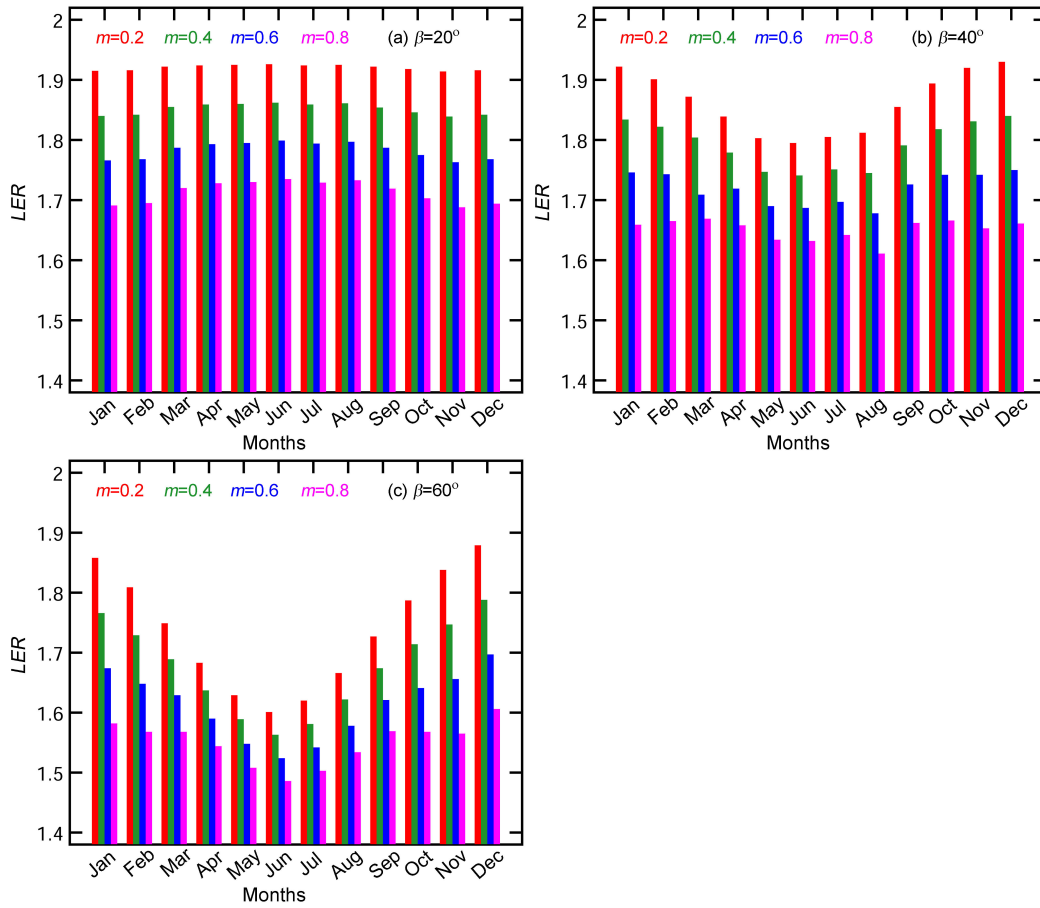 2
m=0.2 m=0.4 m=0.6 m=0.8 (a) β=20°
1.9
1.8
LER
1.7
1.6
1.5
1.4
Jan Feb Mar Apr May Jun Jul Aug Sep Oct Nov Dec
Months
2
m=0.2 m=0.4 m=0.6 m=0.8 (b) β=40°
1.9
1.8
LER
1.7
1.6
1.5
1.4
Jan Feb Mar Apr May Jun Jul Aug Sep Oct Nov Dec
Months
2
m=0.2 m=0.4 m=0.6 m=0.8 (c) β=60°
1.9
1.8
1.7
LER
1.6
1.5
1.4
Jan Feb Mar Apr May Jun Jul Aug Sep Oct Nov Dec
Months